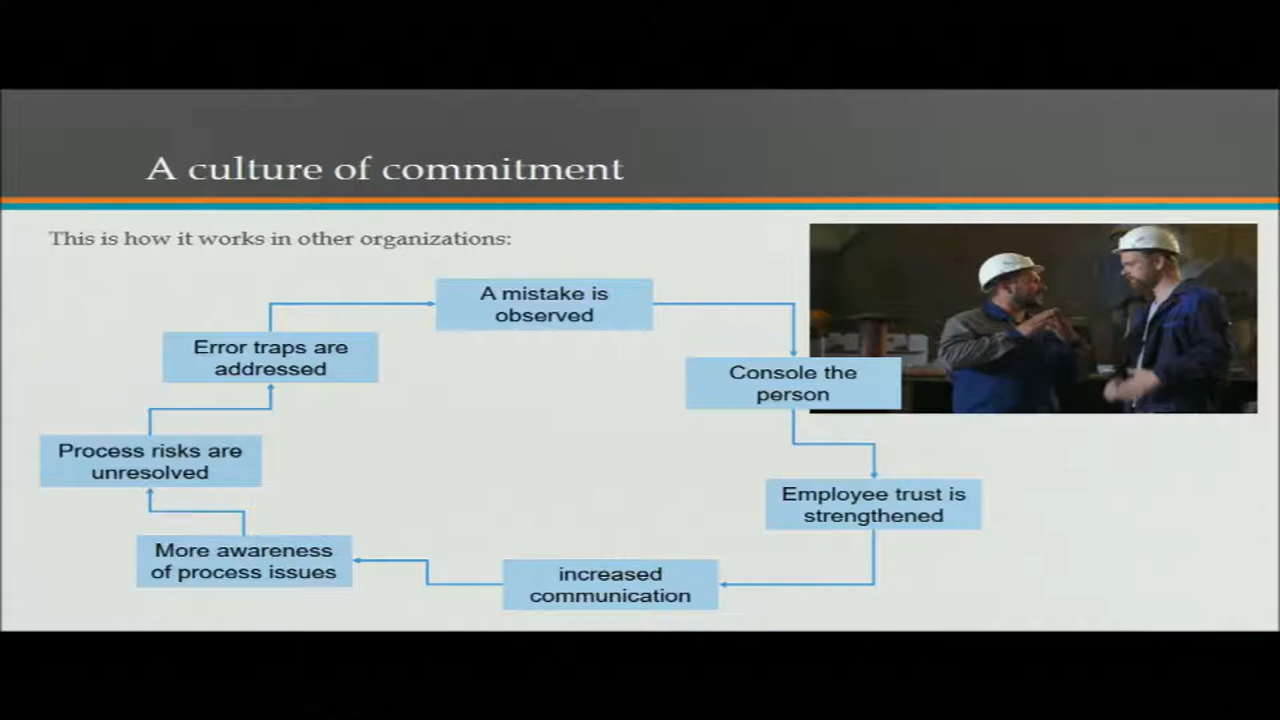 A culture of commitment
This is how it works in other organizations:
A mistake is
observed
Console the
person
Employee trust is
strengthened
increased
communication
More awareness
of process issues
Process risks are
unresolved
Error traps are
addressed